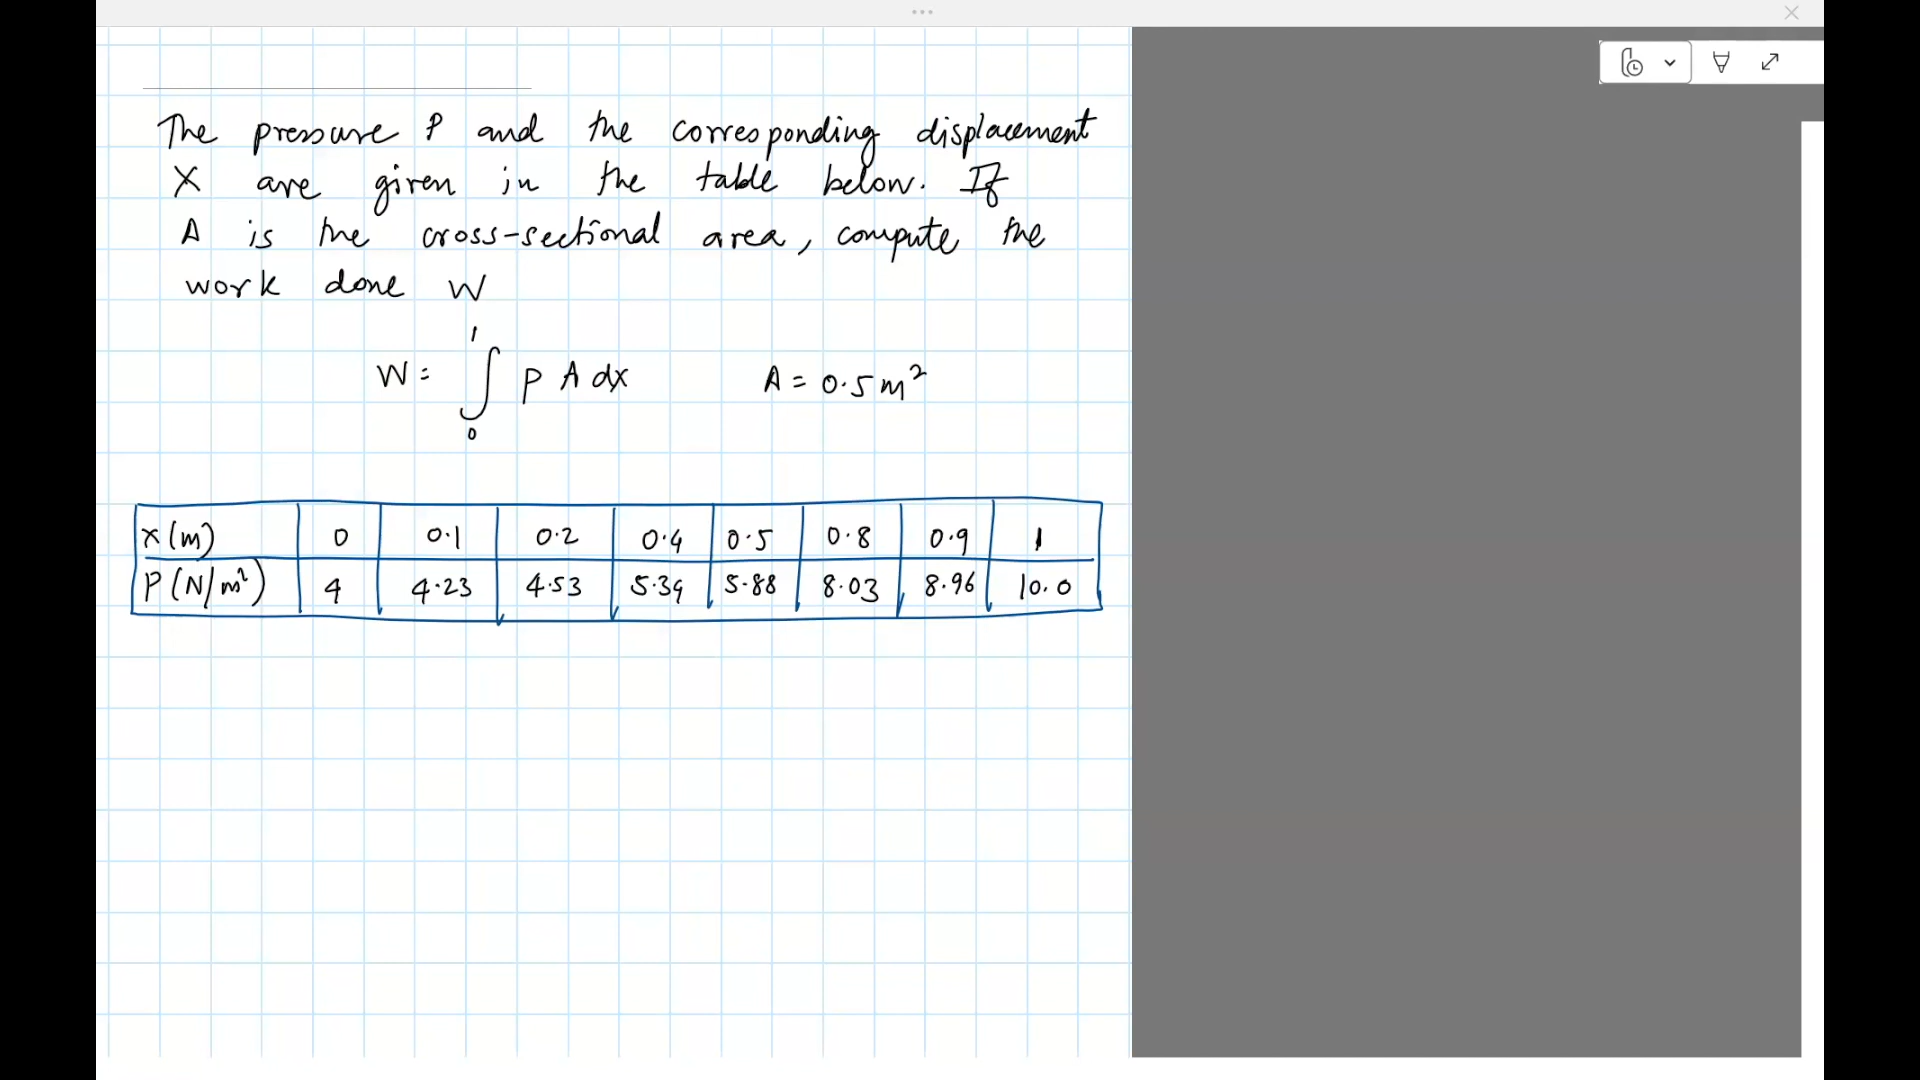 The pressure P and the corresponding displacement
X are given in the table below. If
A is the cross-sectional area, compute the
work done W
W = ∫₀¹ P A dx A = 0.5 m²
x (m) 0 0.1 0.2 0.4 0.5 0.8 0.9 1
P (N/m²) 4 4.23 4.53 5.39 5.88 8.03 8.96 10.0